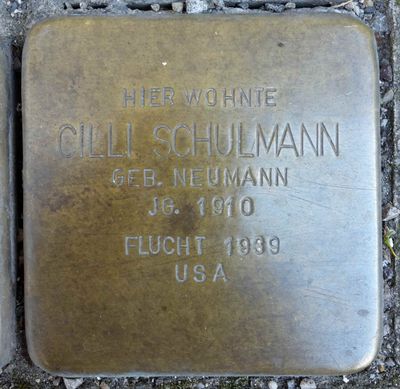 HIER WOHNTE
CILLI SCHULMANN
GEB. NEUMANN
JG. 1910
FLUCHT 1939
USA